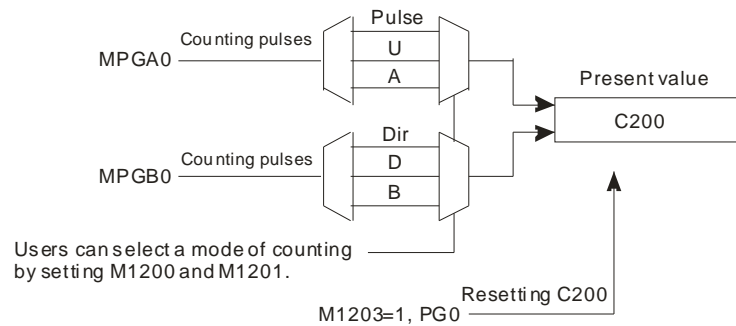 Pulse
Counting pulses
U
MPGA0
A
Present value
C200
Dir
Counting pulses
D
MPGB0
B
Users can select a mode of counting
by setting M1200 and M1201.
Resetting C200
M1203=1, PG0